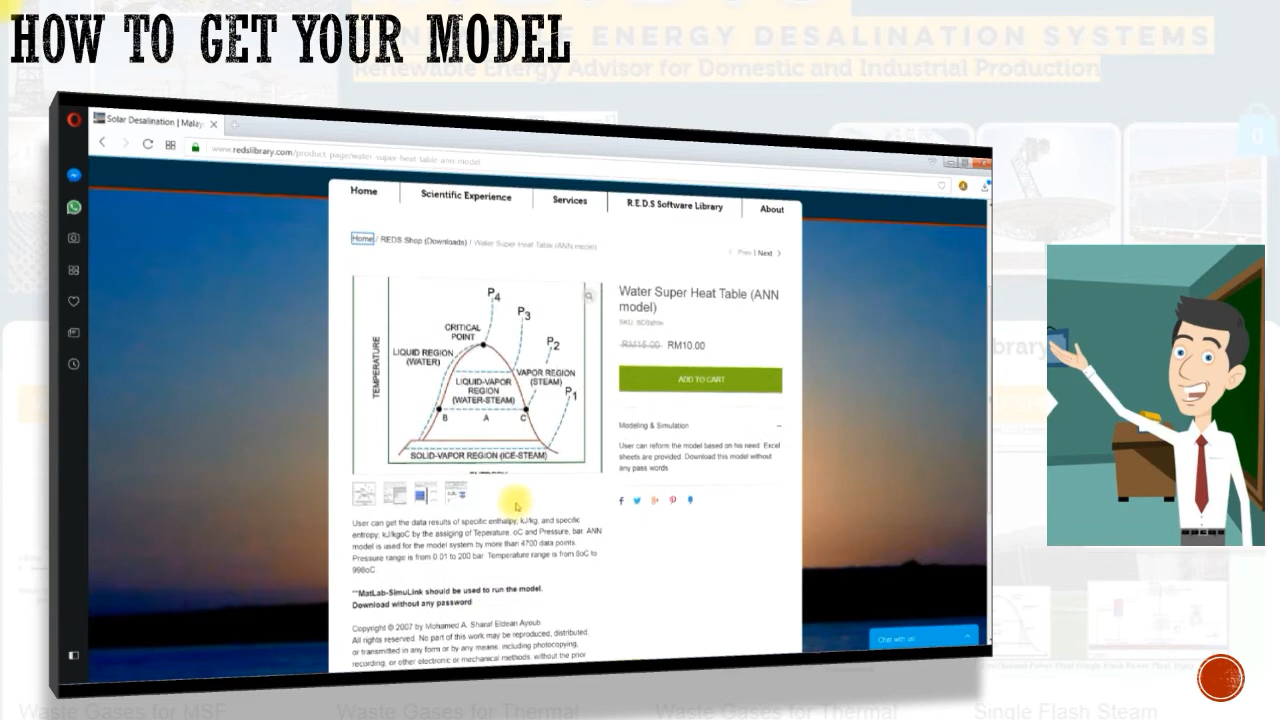 HOW TO GET YOUR MODEL
ENERGY DESALINATION SYSTEMS
Renewable Energy Advisor for Domestic and Industrial Production
Solar Desalination | Malay
www.redslibrary.com/product-page/water-super-heat-table-ann-model
Home
Scientific Experience
Services
R.E.D.S Software Library
About
Home / REDS Shop (Downloads) / Water Super Heat Table (ANN model)
Prev | Next
Water Super Heat Table (ANN
model)
RM15.00 RM10.00
ADD TO CART
Modeling & Simulation
User can reform the model based on his need. Excel
sheets are provided. Download this model without
any pass words
P4
P3
P2
P1
CRITICAL
POINT
LIQUID REGION
(WATER)
VAPOR REGION
(STEAM)
LIQUID-VAPOR
REGION
(WATER-STEAM)
TEMPERATURE
B A C
SOLID-VAPOR REGION (ICE-STEAM)
User can get the data results of specific enthalpy, kJ/kg, and specific
entropy, kJ/kgoC by the assiging of Teperature, oC and Pressure, bar. ANN
model is used for the model system by more than 4700 data points.
Pressure range is from 0.01 to 200 bar. Temperature range is from 8oC to
998oC
**MatLab-SimuLink should be used to run the model.
Download without any password
Copyright © 2007 by Mohamed A. Sharaf Eldean Ayoub
All rights reserved. No part of this work may be reproduced, distributed,
or transmitted in any form or by any means, including photocopying,
recording, or other electronic or mechanical methods, without the prior
Chat with us!
0
brary
Waste Gases for MSF
Waste Gases for Thermal
Waste Gases for Thermal
Single Flash Steam